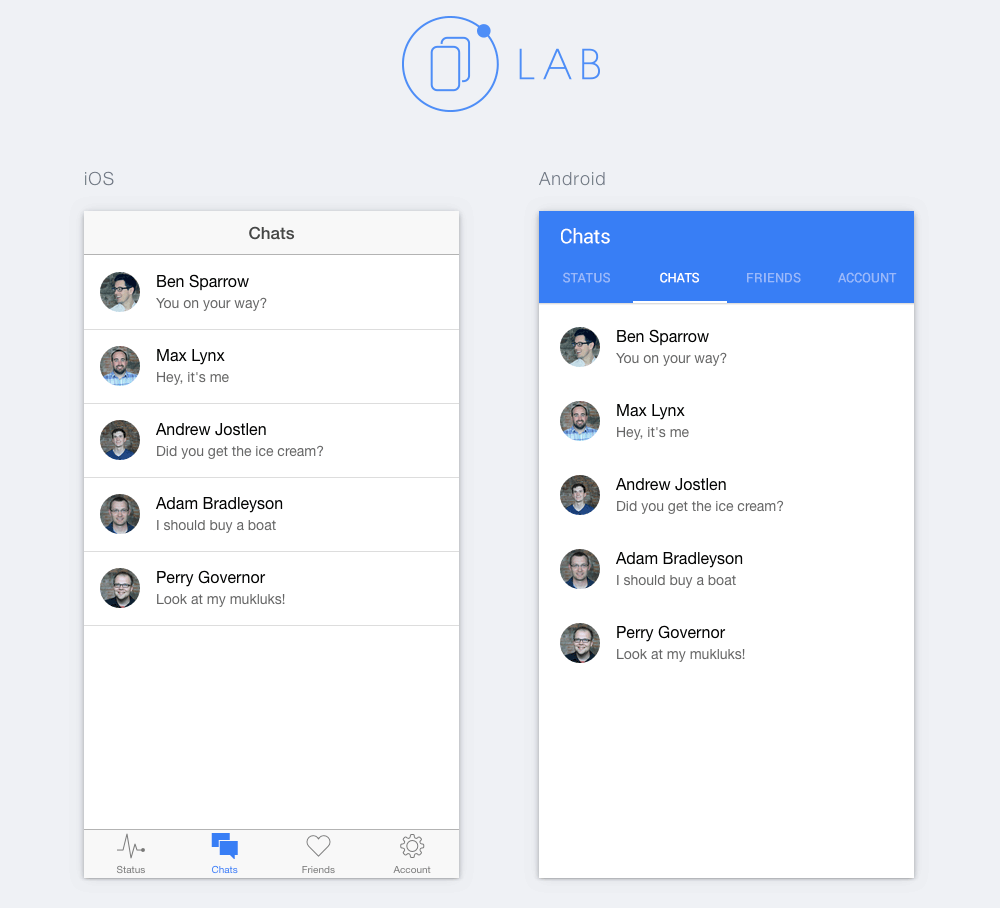 LAB
iOS
Chats
Ben Sparrow
You on your way?
Max Lynx
Hey, it's me
Andrew Jostlen
Did you get the ice cream?
Adam Bradleyson
I should buy a boat
Perry Governor
Look at my mukluks!
Status Chats Friends Account
Android
Chats
STATUS CHATS FRIENDS ACCOUNT
Ben Sparrow
You on your way?
Max Lynx
Hey, it's me
Andrew Jostlen
Did you get the ice cream?
Adam Bradleyson
I should buy a boat
Perry Governor
Look at my mukluks!